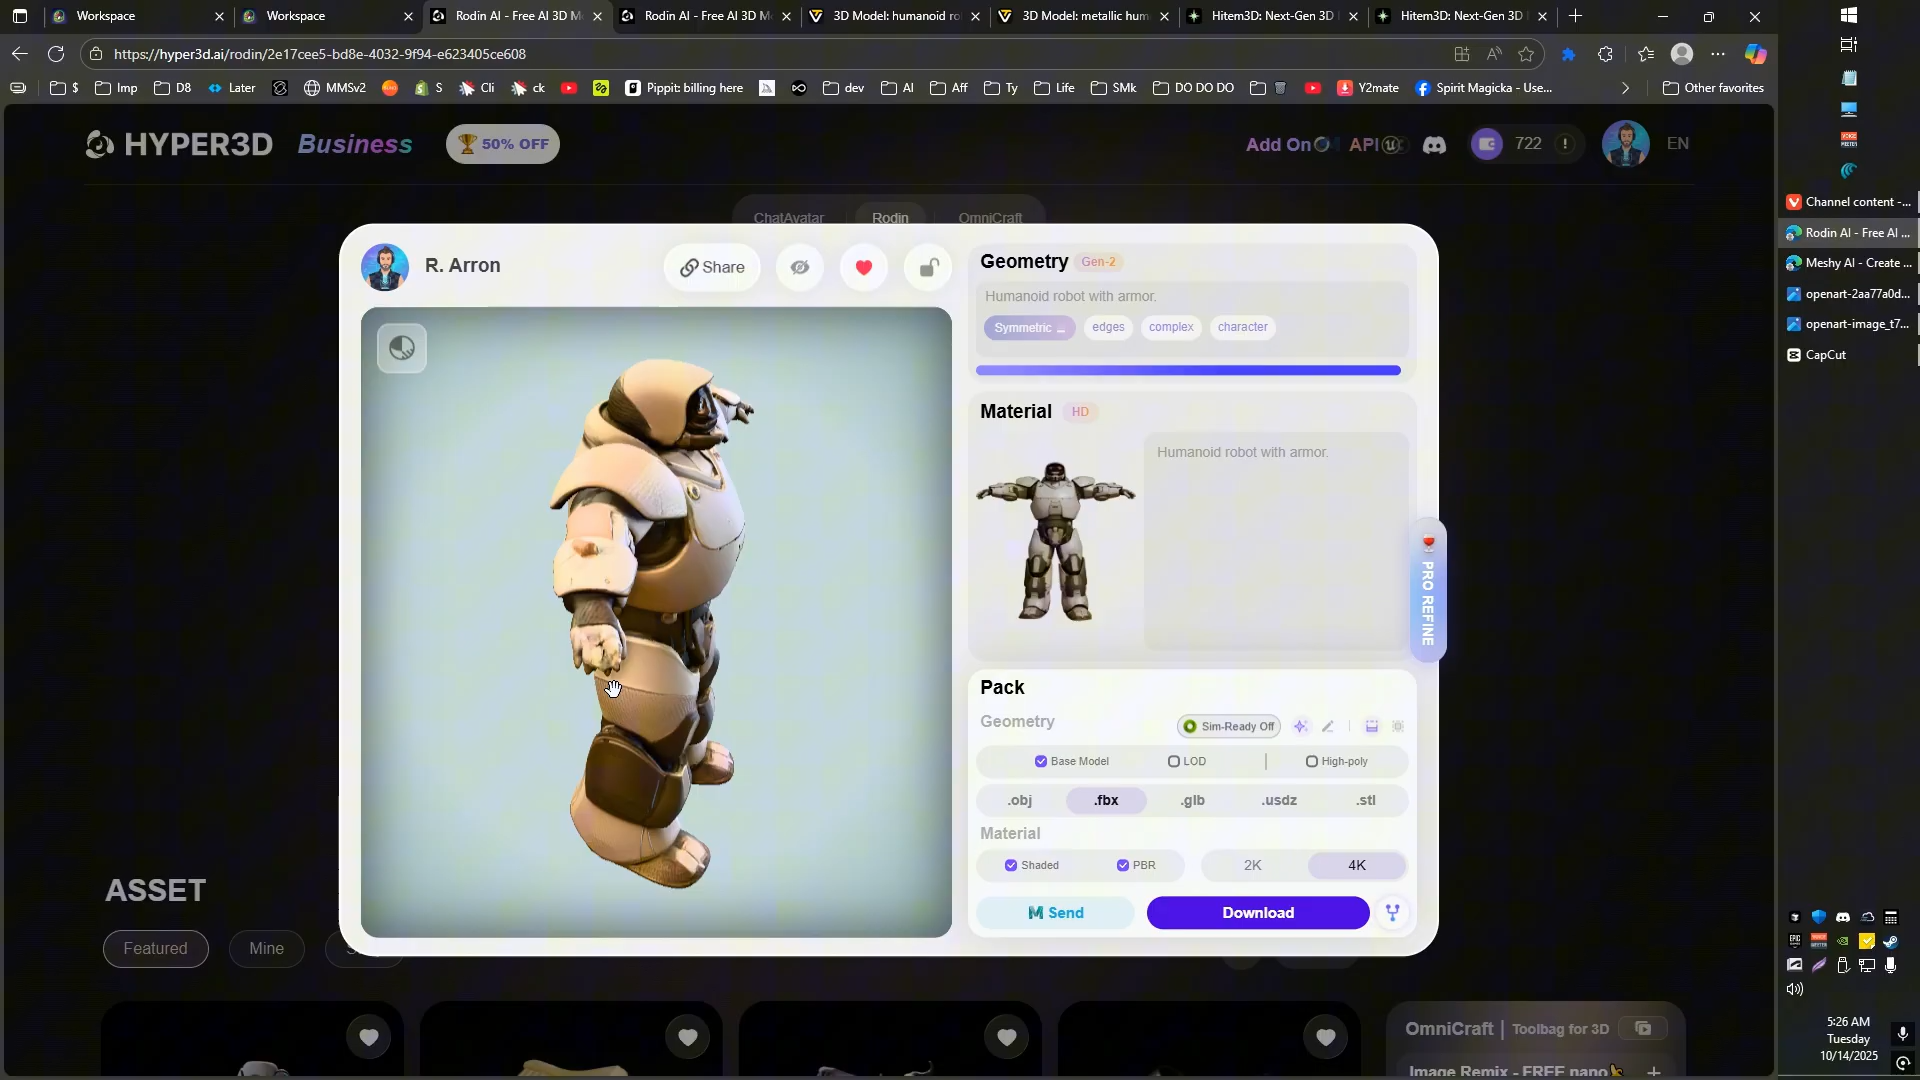 Workspace
Workspace
Rodin AI - Free AI 3D M
Rodin AI - Free AI 3D M
3D Model: humanoid ro
3D Model: metallic hum
Hitem3D: Next-Gen 3D
Hitem3D: Next-Gen 3D
https://hyper3d.ai/rodin/2e17cee5-bd8e-4032-9f94-e623405ce608
$
Imp
D8
Later
MMSv2
S
Cli
ck
Pippit: billing here
dev
AI
Aff
Ty
Life
SMk
DO DO DO
Y2mate
Spirit Magicka - Use...
Other favorites
HYPER3D
Business
50% OFF
Add On
API
722
EN
ChatAvatar
Rodin
OmniCraft
R. Arron
Share
Geometry Gen-2
Humanoid robot with armor.
Symmetric
edges
complex
character
Material HD
Humanoid robot with armor.
PRO REFINE
Pack
Geometry
Sim-Ready Off
Base Model
LOD
High-poly
.obj
.fbx
.glb
.usdz
.stl
Material
Shaded
PBR
2K
4K
Send
Download
ASSET
Featured
Mine
OmniCraft | Toolbag for 3D
Image Remix - FREE nano
Channel content -...
Rodin AI - Free AI ...
Meshy AI - Create ...
openart-2aa77a0d...
openart-image_t7...
CapCut
5:26 AM
Tuesday
10/14/2025